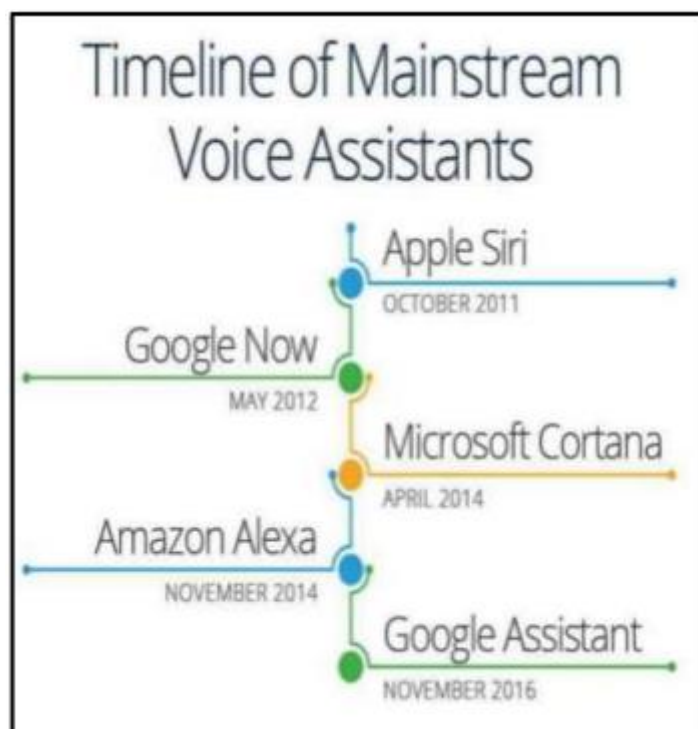 Timeline of Mainstream
Voice Assistants
Apple Siri
OCTOBER 2011
Google Now
MAY 2012
Microsoft Cortana
APRIL 2014
Amazon Alexa
NOVEMBER 2014
Google Assistant
NOVEMBER 2016